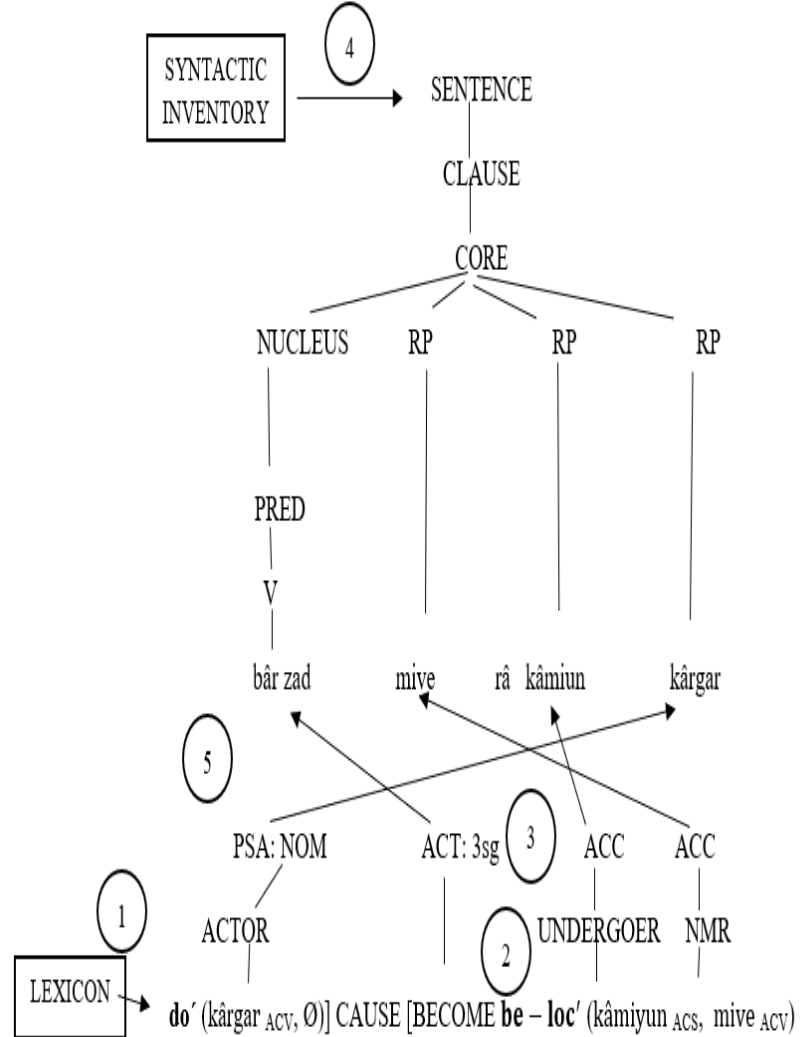 4
SYNTACTIC
INVENTORY
SENTENCE
CLAUSE
CORE
NUCLEUS RP RP RP
PRED
V
bâr zad mive râ kâmiun kârgar
5
PSA: NOM ACT: 3sg 3 ACC ACC
1
ACTOR 2 UNDERGOER NMR
LEXICON
do´ (kârgar ACV, Ø)] CAUSE [BECOME be – loc' (kâmiyun ACS, mive ACV)